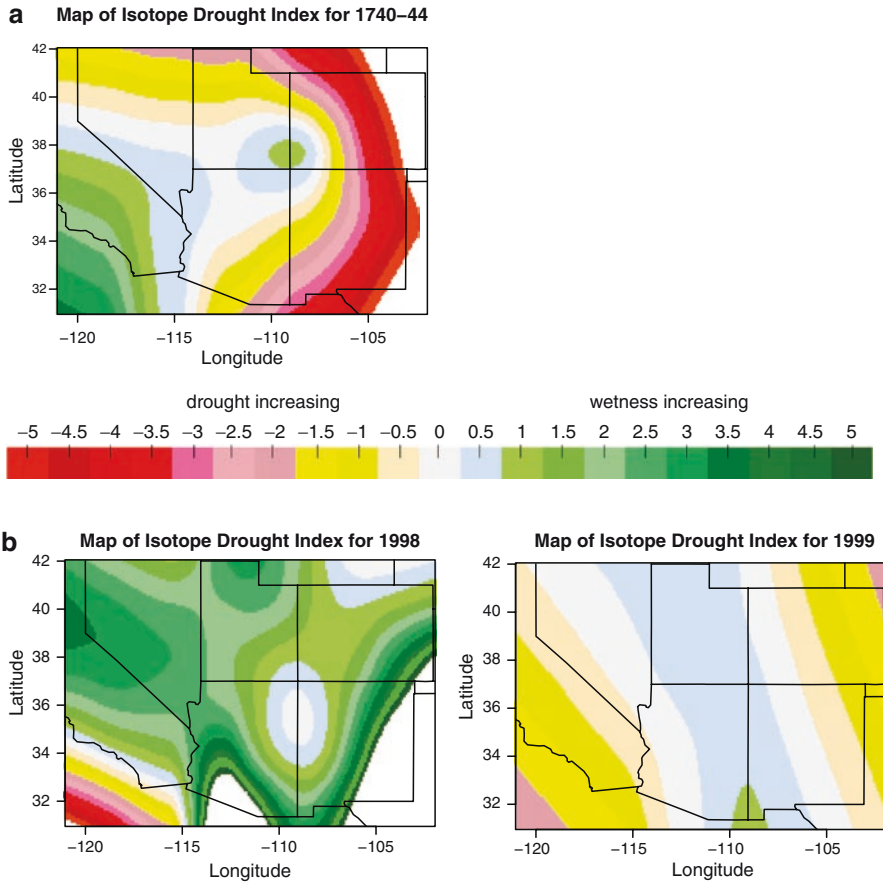 a Map of Isotope Drought Index for 1740–44
42
40
38
36
34
32
Latitude
−120 −115 −110 −105
Longitude
drought increasing wetness increasing
−5 −4.5 −4 −3.5 −3 −2.5 −2 −1.5 −1 −0.5 0 0.5 1 1.5 2 2.5 3 3.5 4 4.5 5
b Map of Isotope Drought Index for 1998
42
40
38
36
34
32
Latitude
−120 −115 −110 −105
Longitude
Map of Isotope Drought Index for 1999
42
40
38
36
34
32
Latitude
−120 −115 −110 −105
Longitude